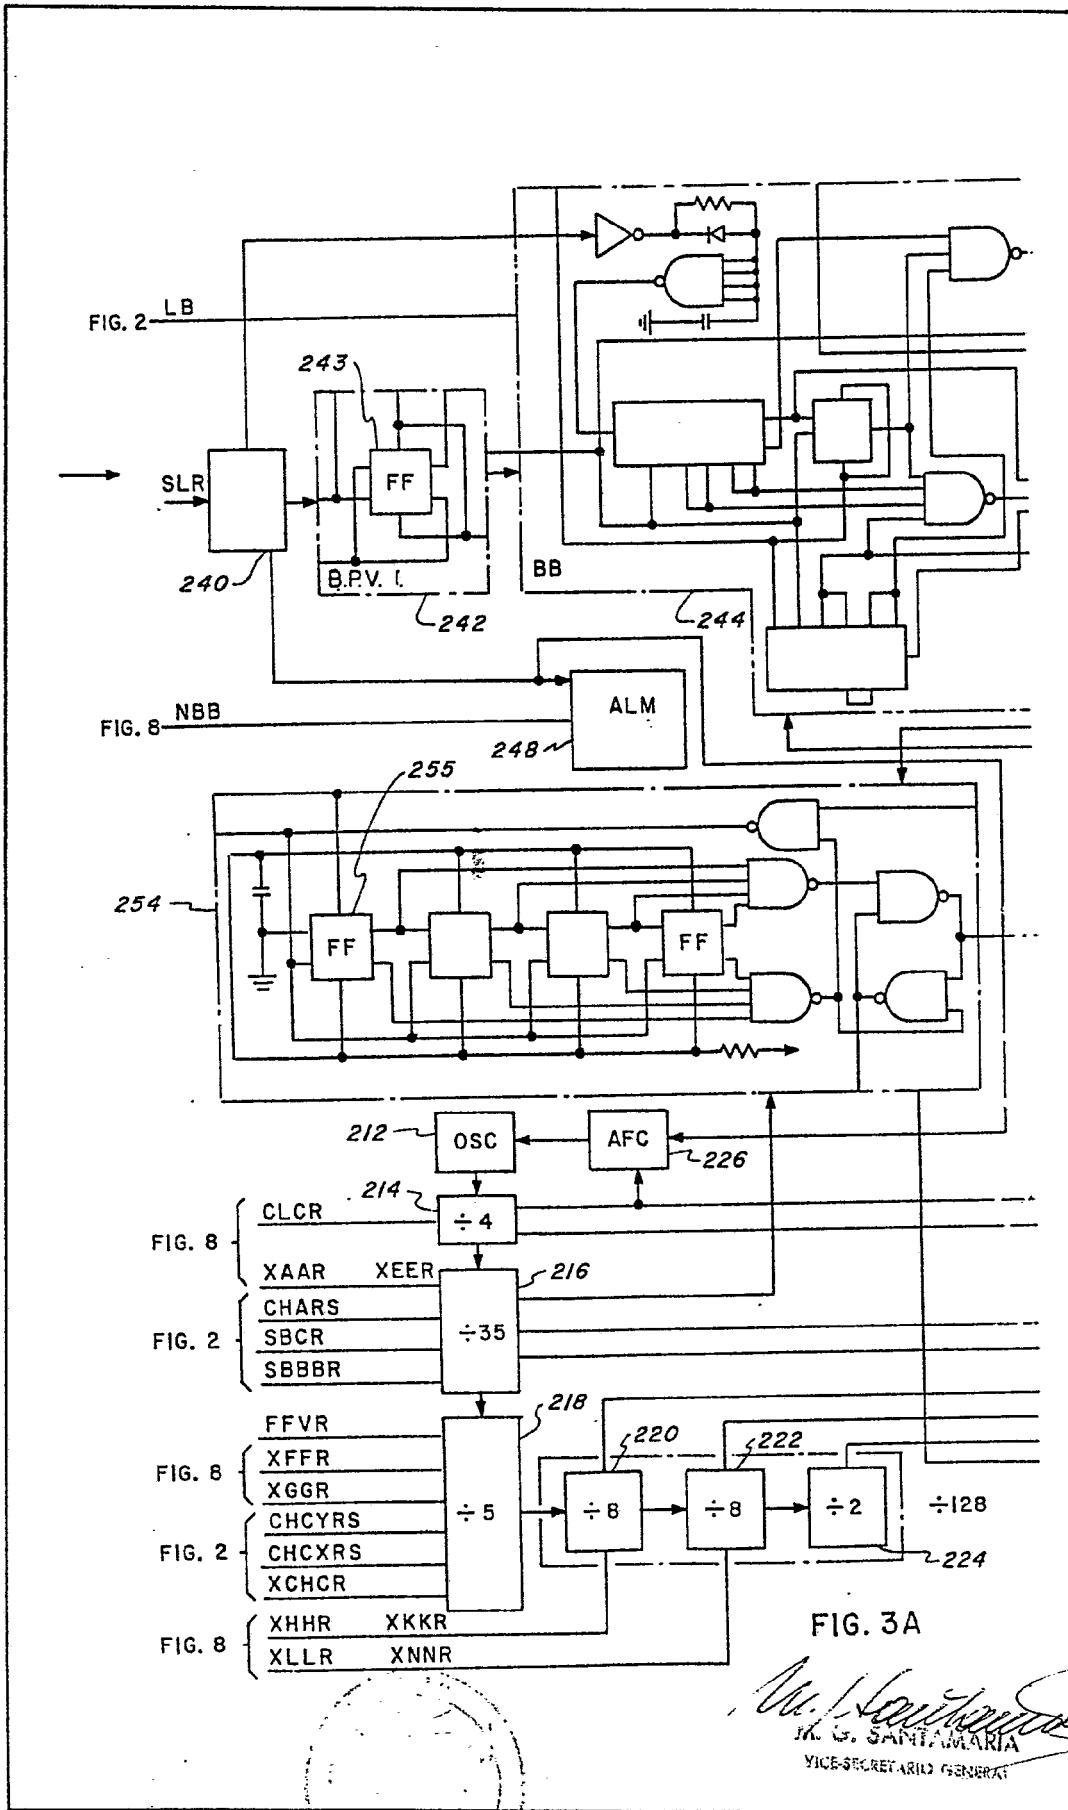 FIG. 2
LB
243
SLR
FF
240
B.P.V. I.
242
BB
244
FIG. 8
NBB
ALM
248
255
254
FF
FF
212
OSC
AFC
226
214
÷4
FIG. 8
CLCR
XAAR XEER
216
FIG. 2
CHARS
SBCR
SBBBR
÷35
218
FFVR
FIG. 8
XFFR
XGGR
÷5
220
÷8
222
÷8
÷2
÷128
224
FIG. 2
CHCYRS
CHCXRS
XCHCR
FIG. 8
XHHR XKKR
XLLR XNNR
FIG. 3A
M. G. SANTAMARIA
VICE-SECRETARIO GENERAL